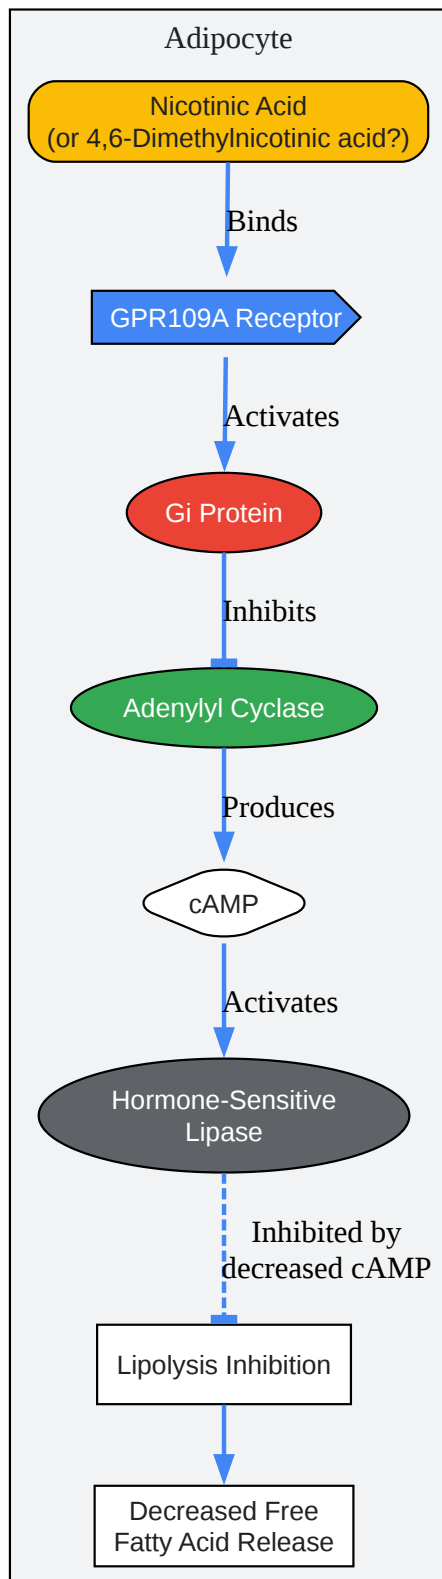 Adipocyte
Nicotinic Acid
(or 4,6-Dimethylnicotinic acid?)
Binds
GPR109A Receptor
Activates
Gi Protein
Inhibits
Adenylyl Cyclase
Produces
cAMP
Activates
Hormone-Sensitive
Lipase
Inhibited by
decreased cAMP
Lipolysis Inhibition
Decreased Free
Fatty Acid Release